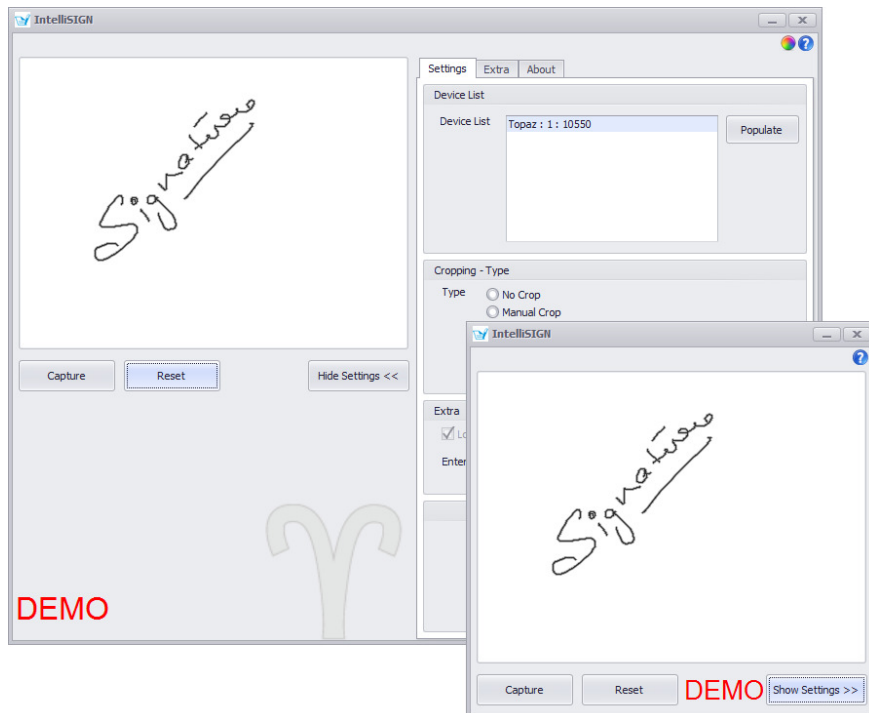 IntelliSIGN
Settings Extra About
Device List
Device List Topaz : 1 : 10550 Populate
Signature
Cropping - Type
Type No Crop
Manual Crop
Capture Reset Hide Settings <<
Extra
Enter
DEMO
IntelliSIGN
Signature
Capture Reset DEMO Show Settings >>